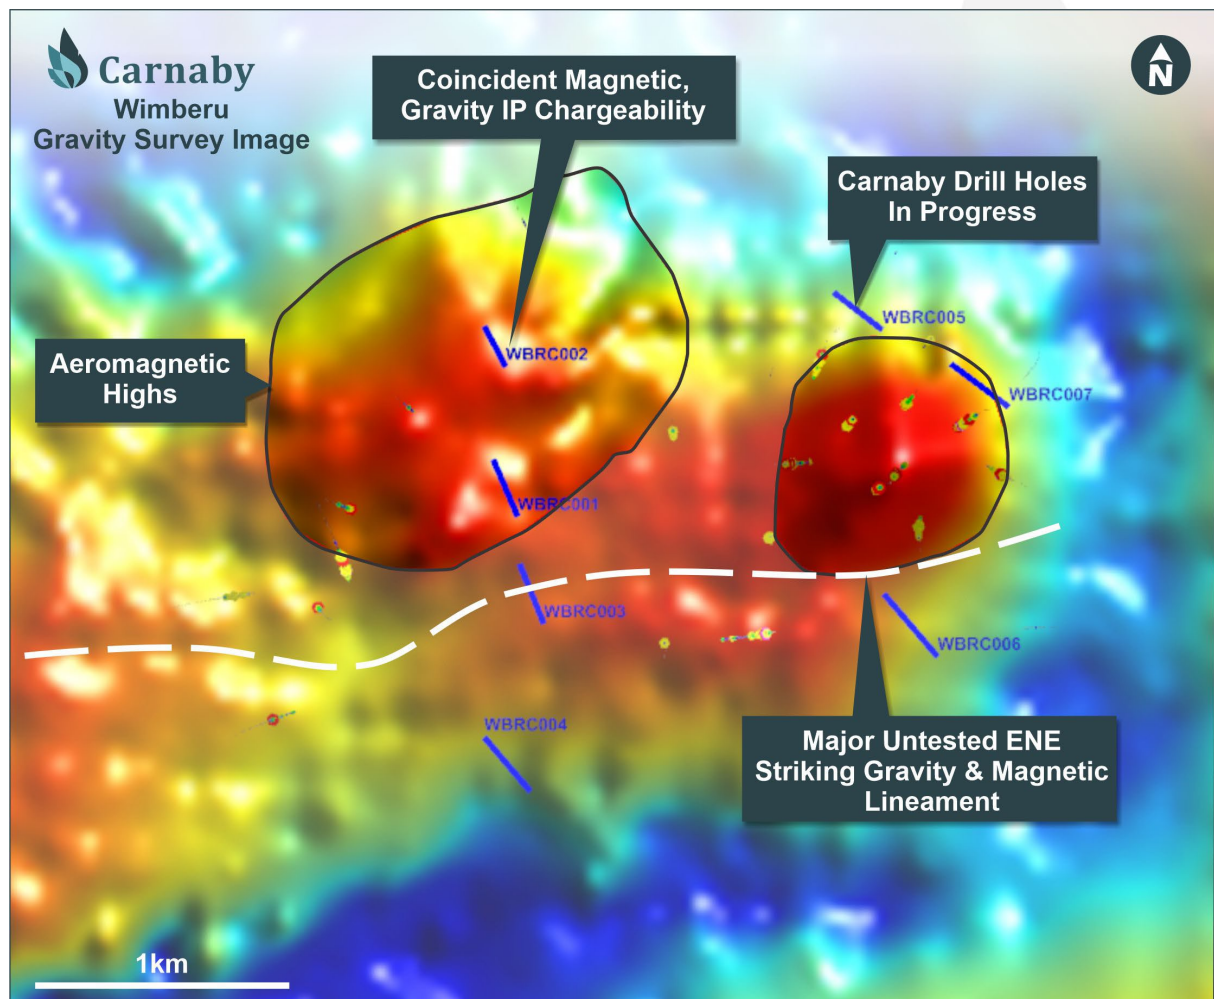 Carnaby
Wimberu
Gravity Survey Image
Coincident Magnetic,
Gravity IP Chargeability
N
Carnaby Drill Holes
In Progress
WBRC005
Aeromagnetic
Highs
WBRC002
WBRC007
WBRC001
WBRC003
WBRC006
WBRC004
Major Untested ENE
Striking Gravity & Magnetic
Lineament
1km